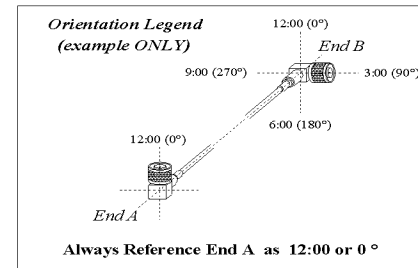 Orientation Legend
(example ONLY)
12:00 (0°)
End B
9:00 (270°)
3:00 (90°)
6:00 (180°)
12:00 (0°)
End A
Always Reference End A as 12:00 or 0 °